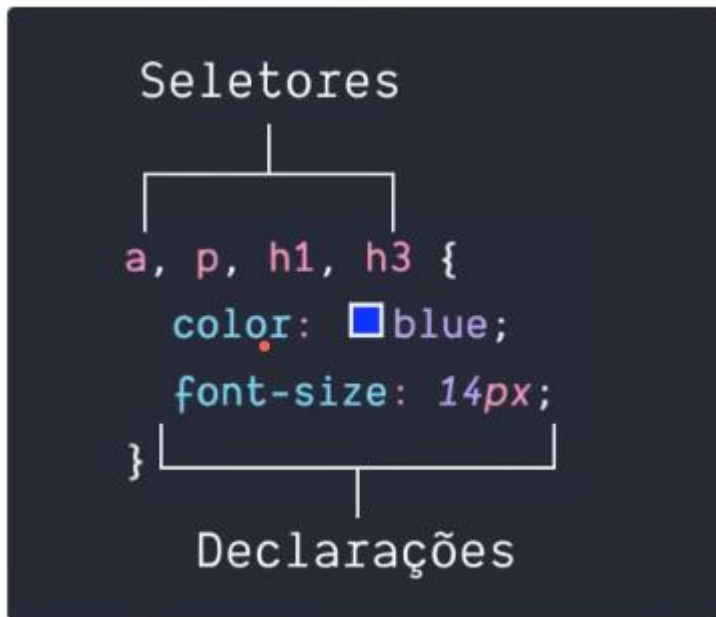 Seletores
a, p, h1, h3 {
color: blue;
font-size: 14px;
}
Declarações